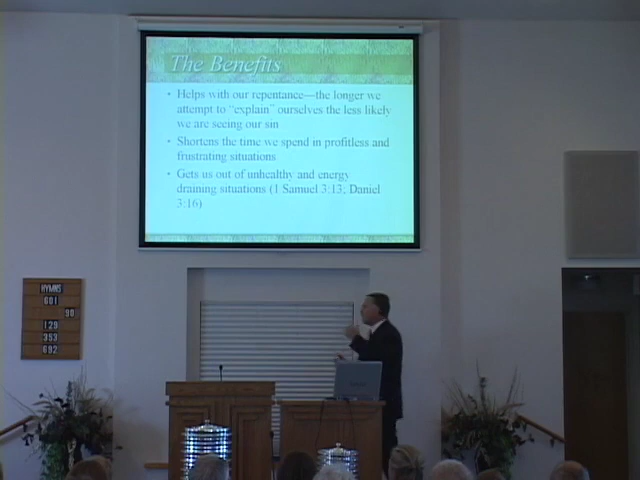 The Benefits
• Helps with our repentance—the longer we
attempt to “explain” ourselves the less likely
we are seeing our sin
• Shortens the time we spend in profitless and
frustrating situations
• Gets us out of unhealthy and energy
draining situations (1 Samuel 3:13; Daniel
3:16)
HYMNS
601
90
129
353
692